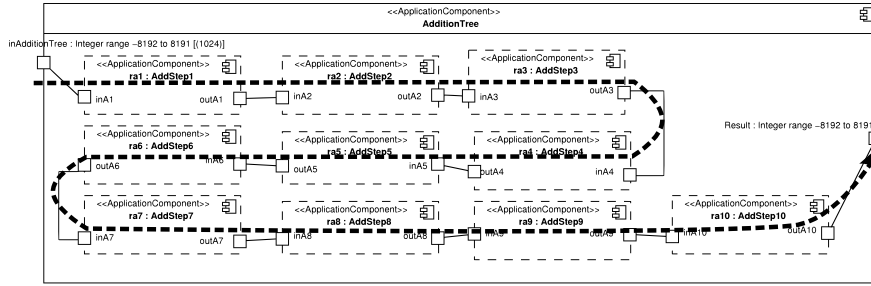 <<ApplicationComponent>>
AdditionTree
inAdditionTree : Integer range −8192 to 8191 [(1024)]
<<ApplicationComponent>>
ra1 : AddStep1
inA1
outA1
<<ApplicationComponent>>
ra2 : AddStep2
inA2
outA2
<<ApplicationComponent>>
ra3 : AddStep3
inA3
outA3
<<ApplicationComponent>>
ra6 : AddStep6
outA6
inA6
<<ApplicationComponent>>
ra5 : AddStep5
outA5
inA5
<<ApplicationComponent>>
ra4 : AddStep4
outA4
inA4
Result : Integer range −8192 to 8191
<<ApplicationComponent>>
ra7 : AddStep7
inA7
outA7
<<ApplicationComponent>>
ra8 : AddStep8
inA8
outA8
<<ApplicationComponent>>
ra9 : AddStep9
inA9
outA9
<<ApplicationComponent>>
ra10 : AddStep10
inA10
outA10